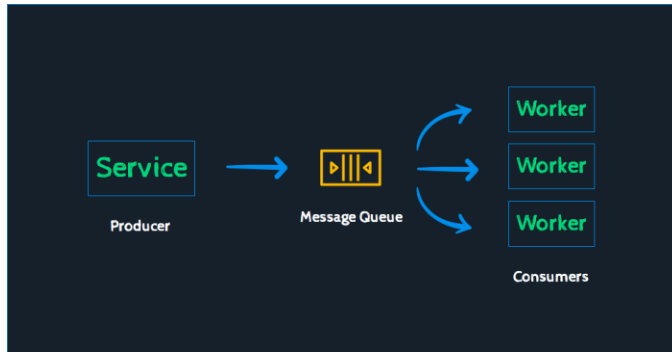 Service
Producer
Message Queue
Worker
Worker
Worker
Consumers